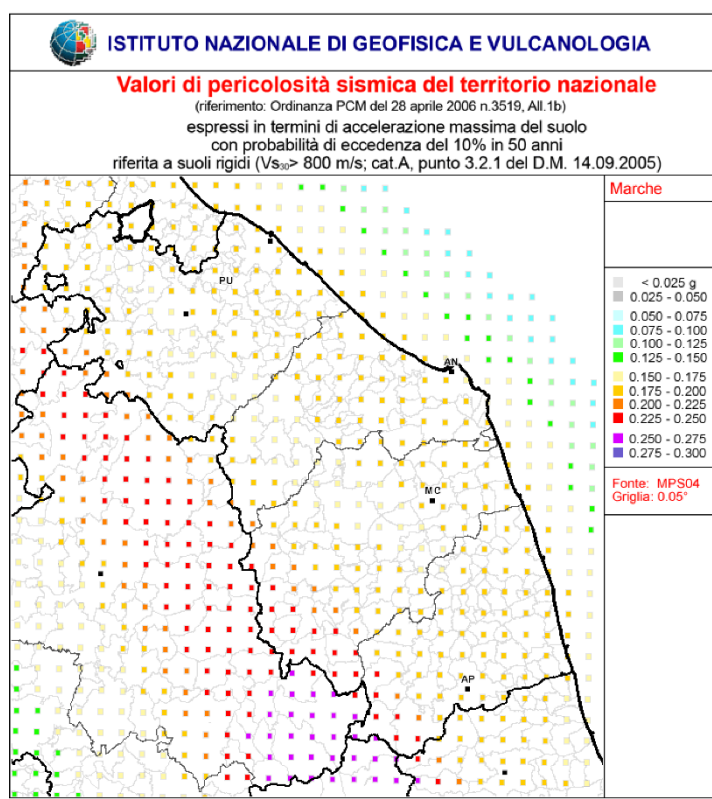 ISTITUTO NAZIONALE DI GEOFISICA E VULCANOLOGIA
Valori di pericolosità sismica del territorio nazionale
(riferimento: Ordinanza PCM del 28 aprile 2006 n.3519, All.1b)
espressi in termini di accelerazione massima del suolo
con probabilità di eccedenza del 10% in 50 anni
riferita a suoli rigidi (Vs₃₀> 800 m/s; cat.A, punto 3.2.1 del D.M. 14.09.2005)
Marche
PU
AN
MC
AP
< 0.025 g
0.025 - 0.050
0.050 - 0.075
0.075 - 0.100
0.100 - 0.125
0.125 - 0.150
0.150 - 0.175
0.175 - 0.200
0.200 - 0.225
0.225 - 0.250
0.250 - 0.275
0.275 - 0.300
Fonte: MPS04
Griglia: 0.05°